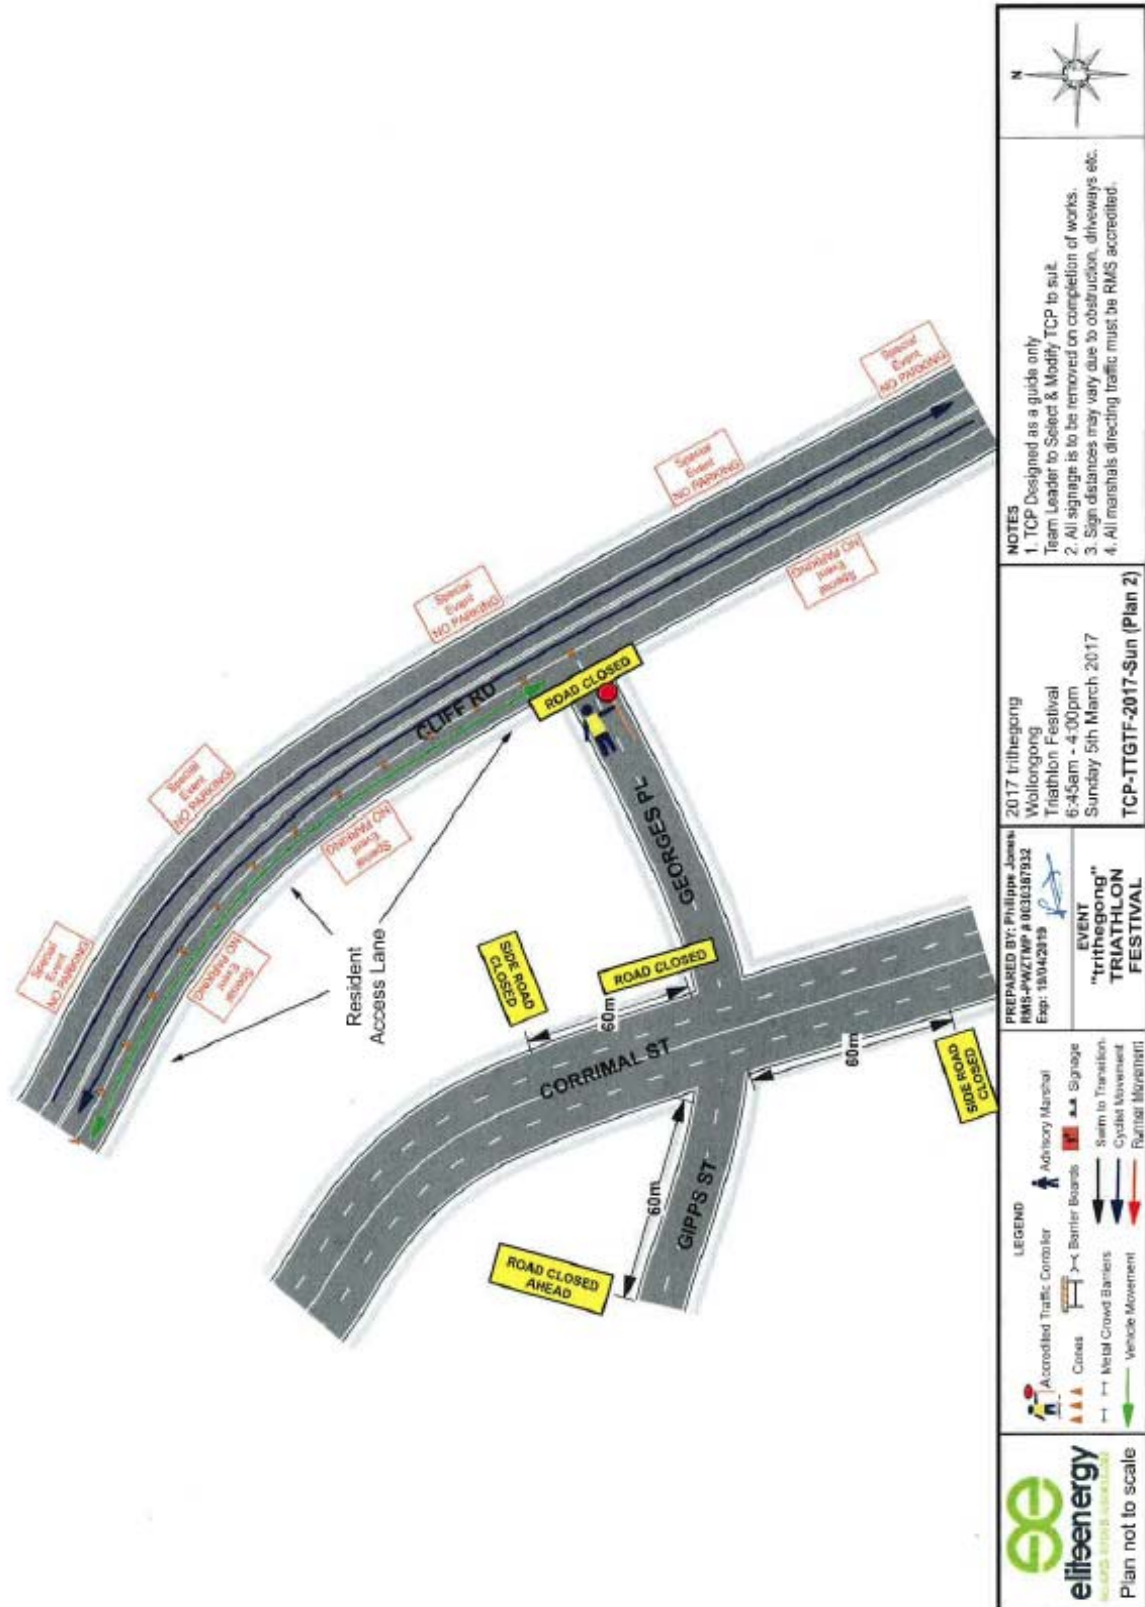 Special
Event
NO PARKING
Special
Event
NO PARKING
Special
Event
NO PARKING
Special
Event
NO PARKING
Special
Event
NO PARKING
Special
Event
NO PARKING
Special
Event
NO PARKING
Special
Event
NO PARKING
CLIFF RD
Resident
Access Lane
ROAD CLOSED
GEORGES PL
SIDE ROAD
CLOSED
ROAD CLOSED
60m
CORRIMAL ST
60m
SIDE ROAD
CLOSED
60m
GIPPS ST
ROAD CLOSED
AHEAD
eliteenergy
Plan not to scale
LEGEND
Accredited Traffic Controller
Advisory Marshal
Cones
Barrier Boards
Signage
Metal Crowd Barriers
Swim to Transition
Vehicle Movement
Cyclist Movement
Runner Movement
PREPARED BY: Philippe Jones
RMS-PWZTMP # 0030387932
Exp: 19/04/2019
EVENT
"trithegong"
TRIATHLON
FESTIVAL
2017 trithegong
Wollongong
Triathlon Festival
6:45am - 4:00pm
Sunday 5th March 2017
TCP-TTGTF-2017-Sun (Plan 2)
NOTES
1. TCP Designed as a guide only
Team Leader to Select & Modify TCP to suit.
2. All signage is to be removed on completion of works.
3. Sign distances may vary due to obstruction, driveways etc.
4. All marshals directing traffic must be RMS accredited.
N